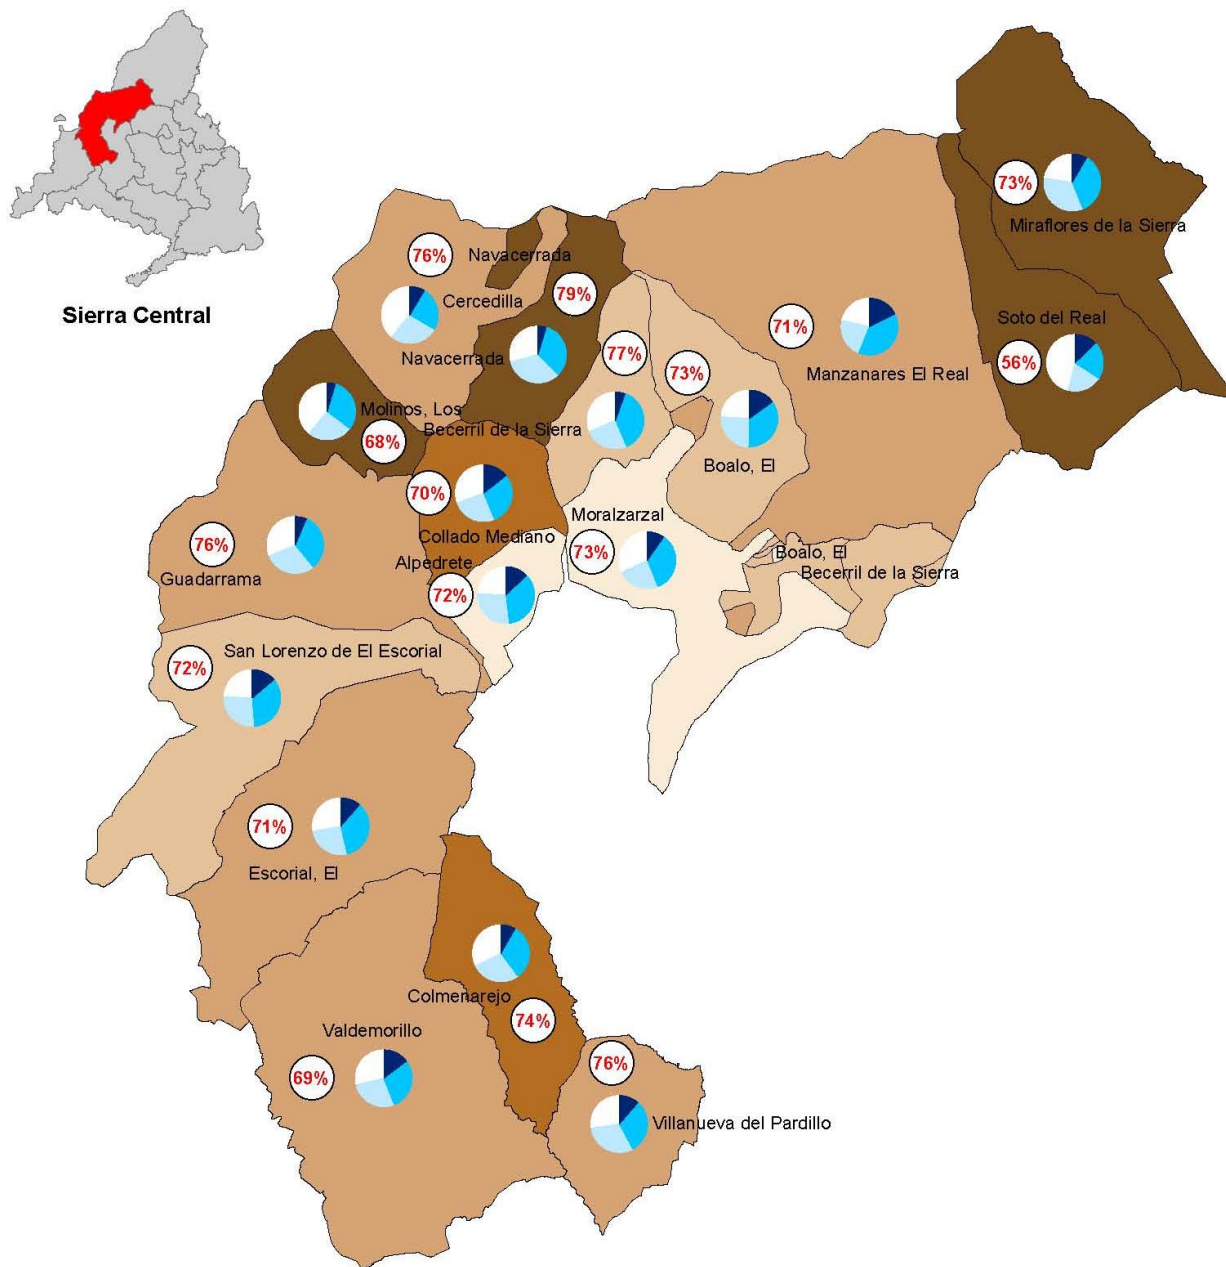 Sierra Central
73%
Miraflores de la Sierra
Navacerrada
76%
79%
Cercedilla
Soto del Real
71%
Navacerrada
77%
56%
73%
Manzanares El Real
Molinos, Los
Becerril de la Sierra
68%
Boalo, El
70%
Moralzarzal
Collado Mediano
76%
73%
Alpedrete
Boalo, El
Guadarrama
Becerril de la Sierra
72%
San Lorenzo de El Escorial
72%
71%
Escorial, El
Colmenarejo
74%
Valdemorillo
76%
69%
Villanueva del Pardillo